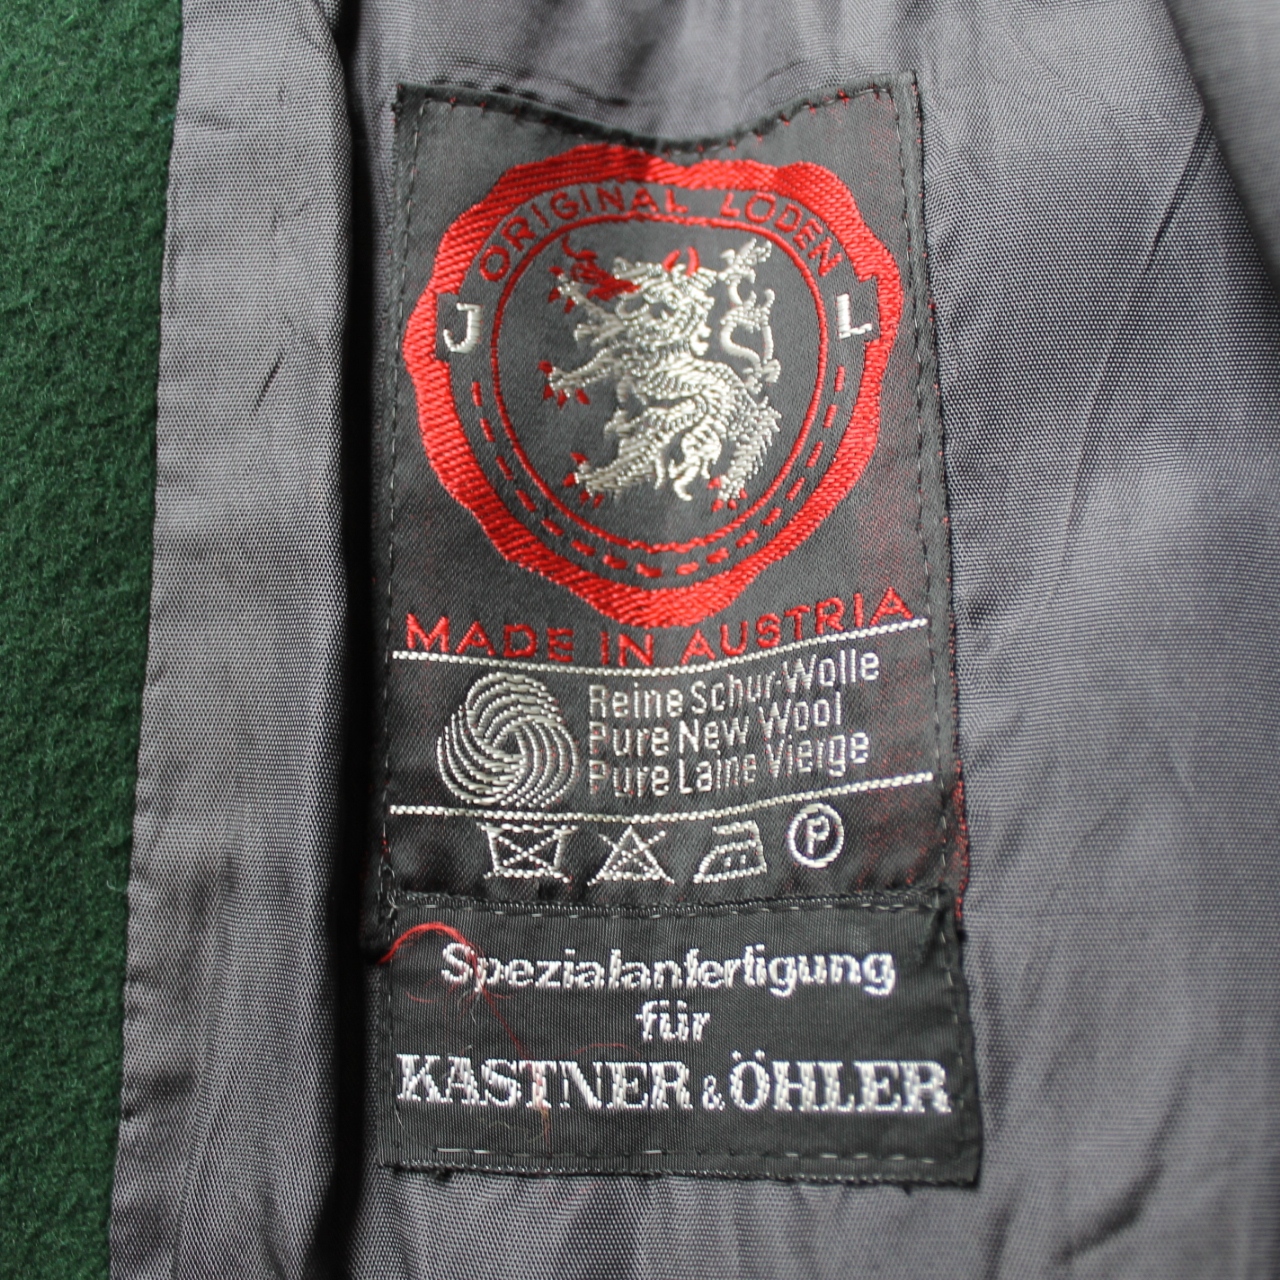 ORIGINAL LODEN
J L
MADE IN AUSTRIA
Reine Schur-Wolle
Pure New Wool
Pure Laine Vierge
P
Spezialanfertigung
für
KASTNER & ÖHLER